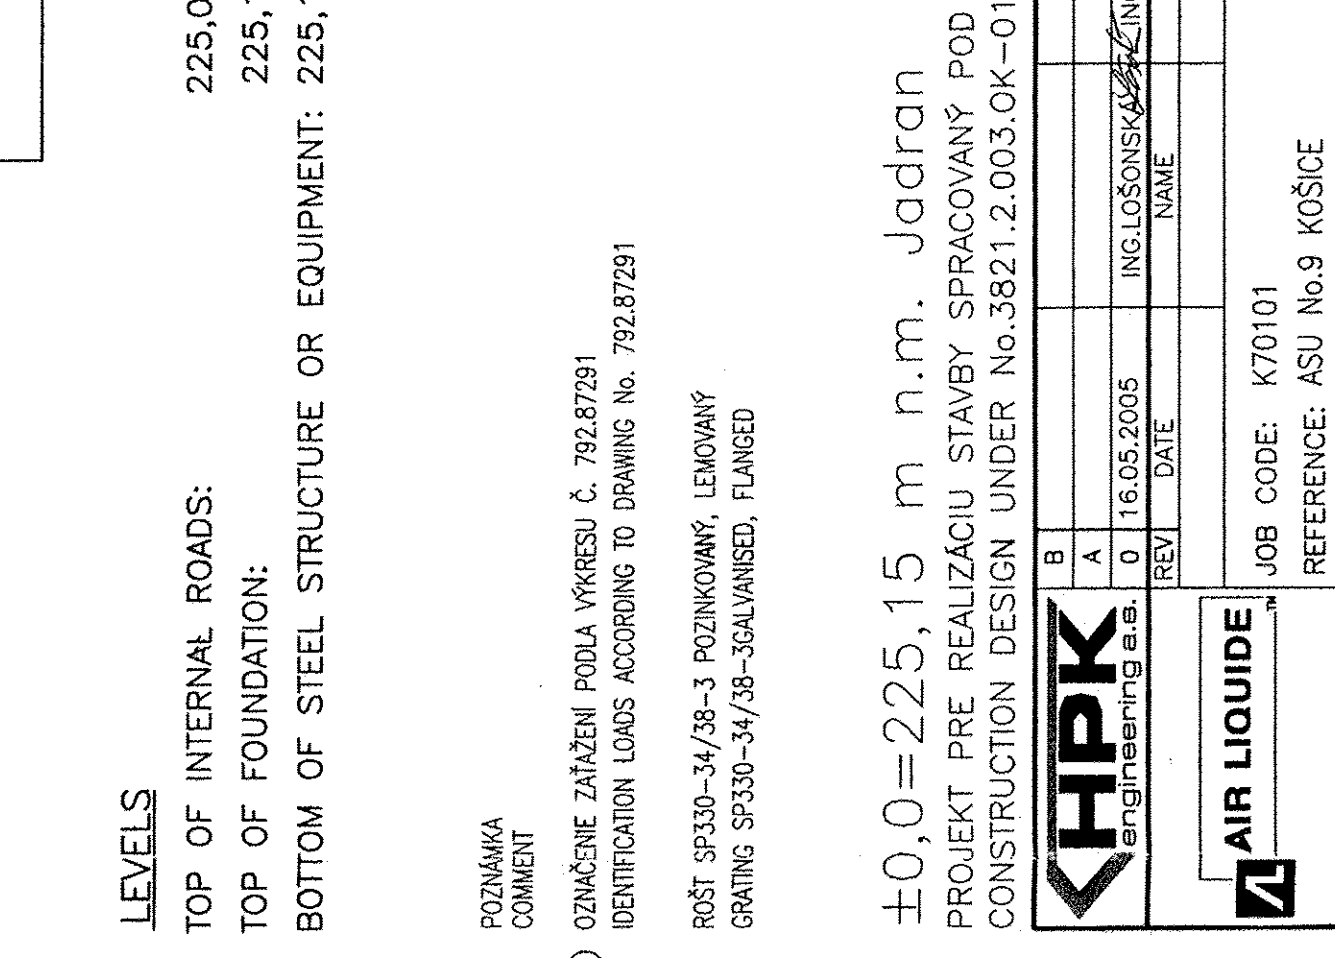 LEVELS
TOP OF INTERNAL ROADS: 225,0
TOP OF FOUNDATION: 225,
BOTTOM OF STEEL STRUCTURE OR EQUIPMENT: 225,
POZNÁMKA
COMMENT
) OZNAČENIE ZAŤAŽENÍ PODLA VÝKRESU Č. 792.87291
IDENTIFICATION LOADS ACCORDING TO DRAWING No. 792.87291
ROŠT SP330-34/38-3 POZINKOVANÝ, LEMOVANÝ
GRATING SP330-34/38-3GALVANISED, FLANGED
±0,0=225,15 m n.m. Jadran
PROJEKT PRE REALIZÁCIU STAVBY SPRACOVANÝ POD
CONSTRUCTION DESIGN UNDER No.3821.2.003.OK-01
HPK
engineering a.s.
B
A
0 16.05.2005 ING.LOŠONSKÁ ING
REV DATE NAME
AIR LIQUIDE™
JOB CODE: K70101
REFERENCE: ASU No.9 KOŠICE